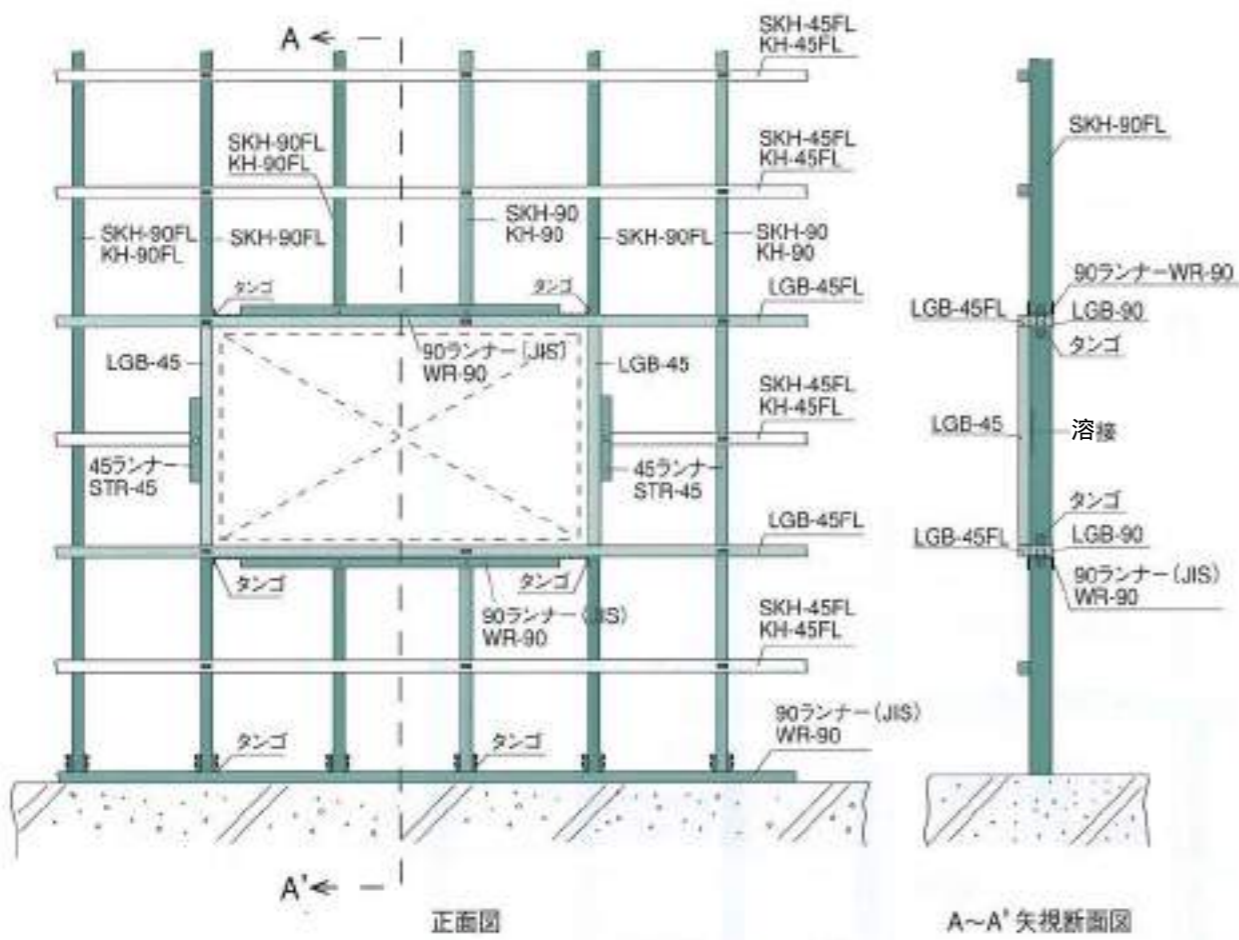 A
SKH-45FL
KH-45FL
SKH-90FL
KH-90FL
SKH-45FL
KH-45FL
SKH-90FL
KH-90FL
SKH-90FL
SKH-90
KH-90
SKH-90FL
SKH-90
KH-90
タンゴ
タンゴ
LGB-45FL
LGB-45
90ランナー(JIS)
WR-90
LGB-45
SKH-45FL
KH-45FL
45ランナー
STR-45
45ランナー
STR-45
LGB-45FL
タンゴ
タンゴ
90ランナー(JIS)
WR-90
SKH-45FL
KH-45FL
タンゴ
タンゴ
90ランナー(JIS)
WR-90
A'
正面図
SKH-90FL
90ランナーWR-90
LGB-45FL
LGB-90
タンゴ
LGB-45
溶接
タンゴ
LGB-45FL
LGB-90
90ランナー(JIS)
WR-90
A~A' 矢視断面図